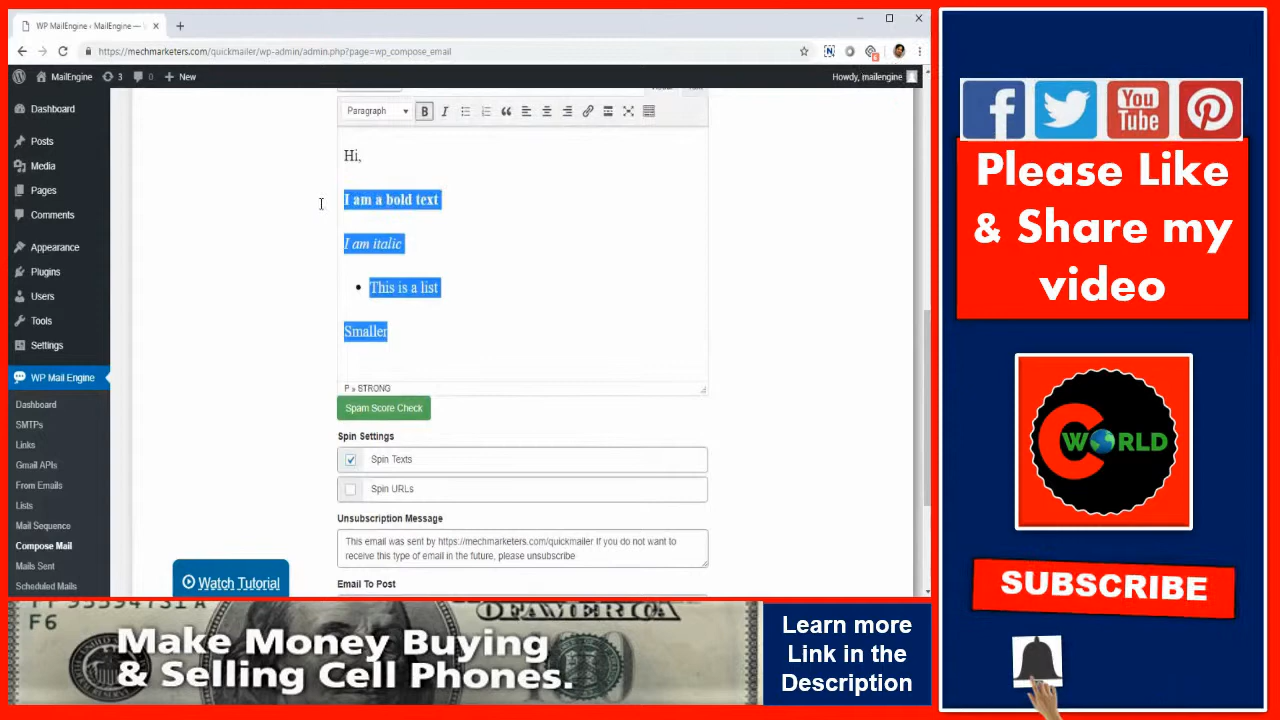 WP MailEngine ‹ MailEngine —
https://mechmarketers.com/quickmailer/wp-admin/admin.php?page=wp_compose_email
N
MailEngine
3
0
New
Howdy, mailengine
Dashboard
Posts
Media
Pages
Comments
Appearance
Plugins
Users
Tools
Settings
WP Mail Engine
Dashboard
SMTPs
Links
Gmail APIs
From Emails
Lists
Mail Sequence
Compose Mail
Mails Sent
Scheduled Mails
Paragraph
B
I
Hi,
I am a bold text
I am italic
This is a list
Smaller
P » STRONG
Spam Score Check
Spin Settings
Spin Texts
Spin URLs
Unsubscription Message
This email was sent by https://mechmarketers.com/quickmailer If you do not want to
receive this type of email in the future, please unsubscribe
Email To Post
Watch Tutorial
f
You
Tube
Please Like
& Share my
video
C WORLD
SUBSCRIBE
F6
OF AMERICA
Make Money Buying
& Selling Cell Phones.
Learn more
Link in the
Description